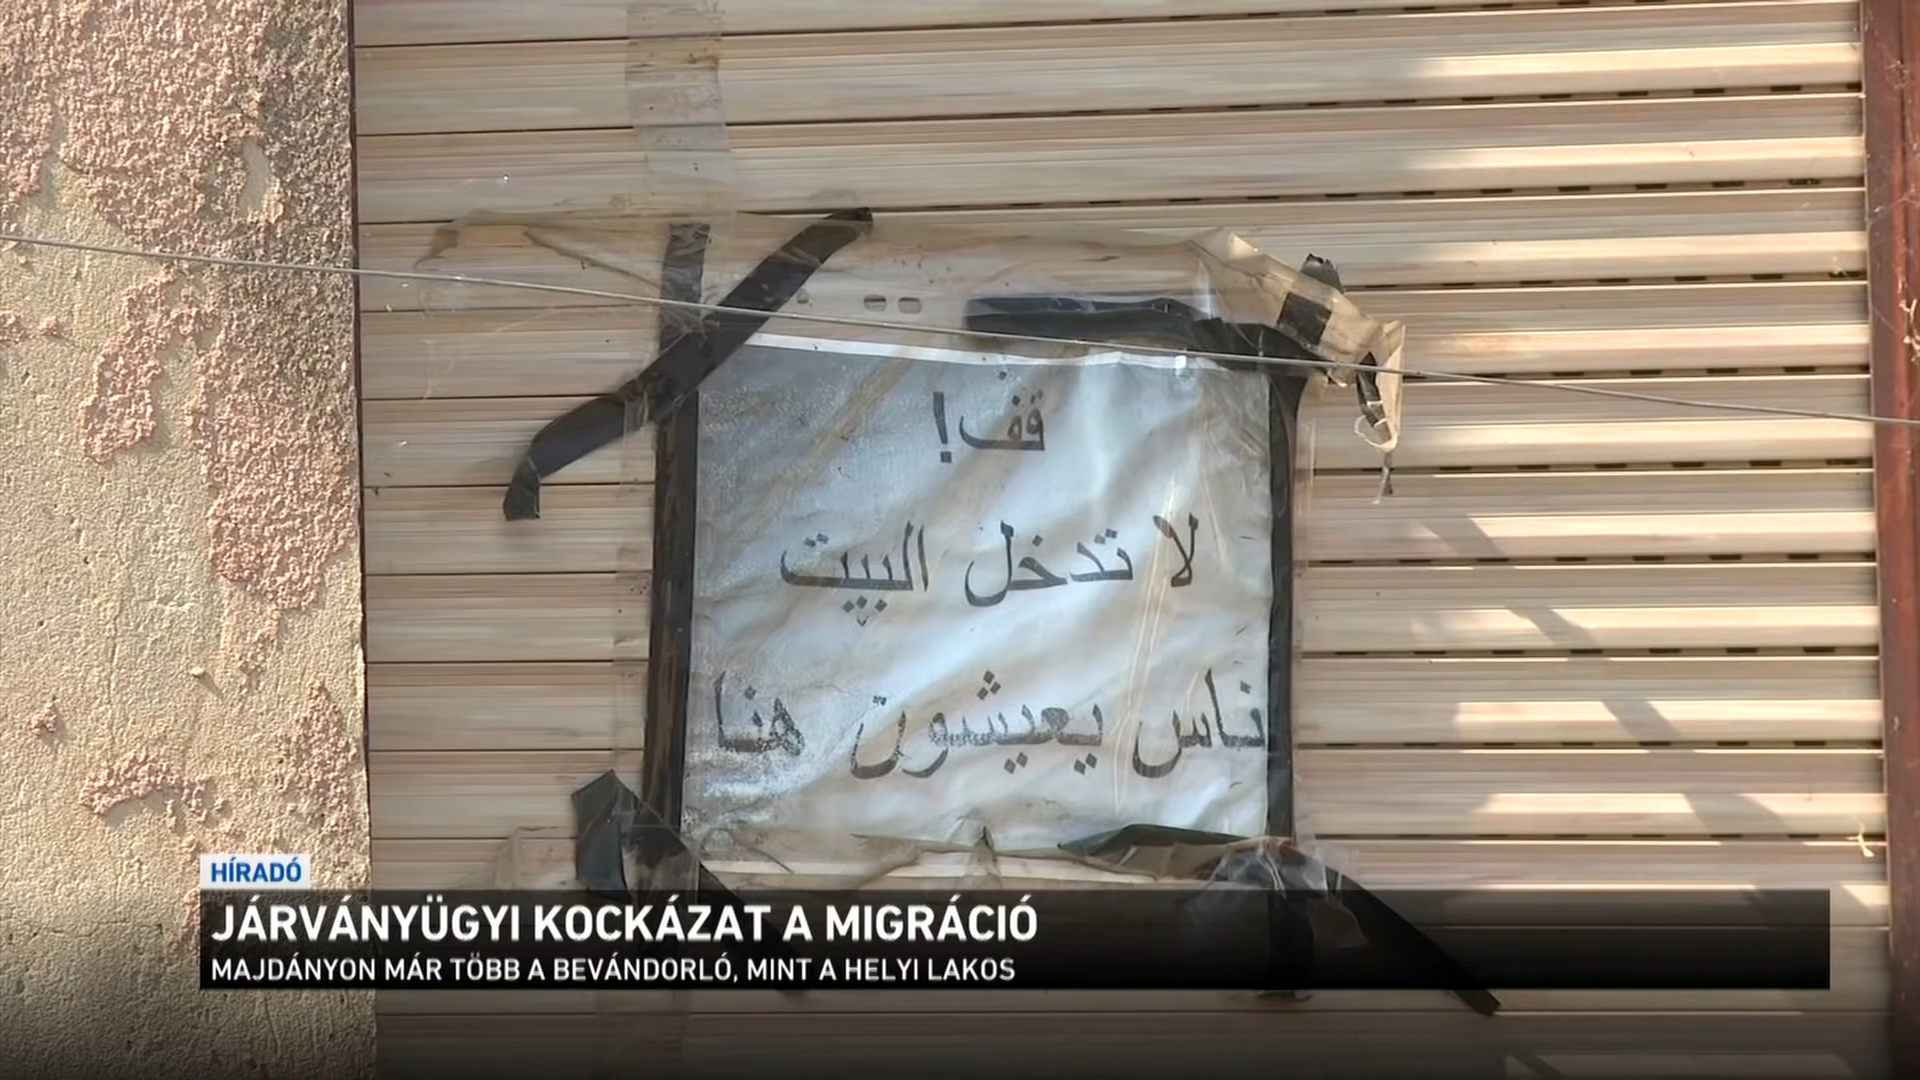 قف!
لا تدخل البيت
ناس يعيشون هنا
HÍRADÓ
JÁRVÁNYÜGYI KOCKÁZAT A MIGRÁCIÓ
MAJDÁNYON MÁR TÖBB A BEVÁNDORLÓ, MINT A HELYI LAKOS